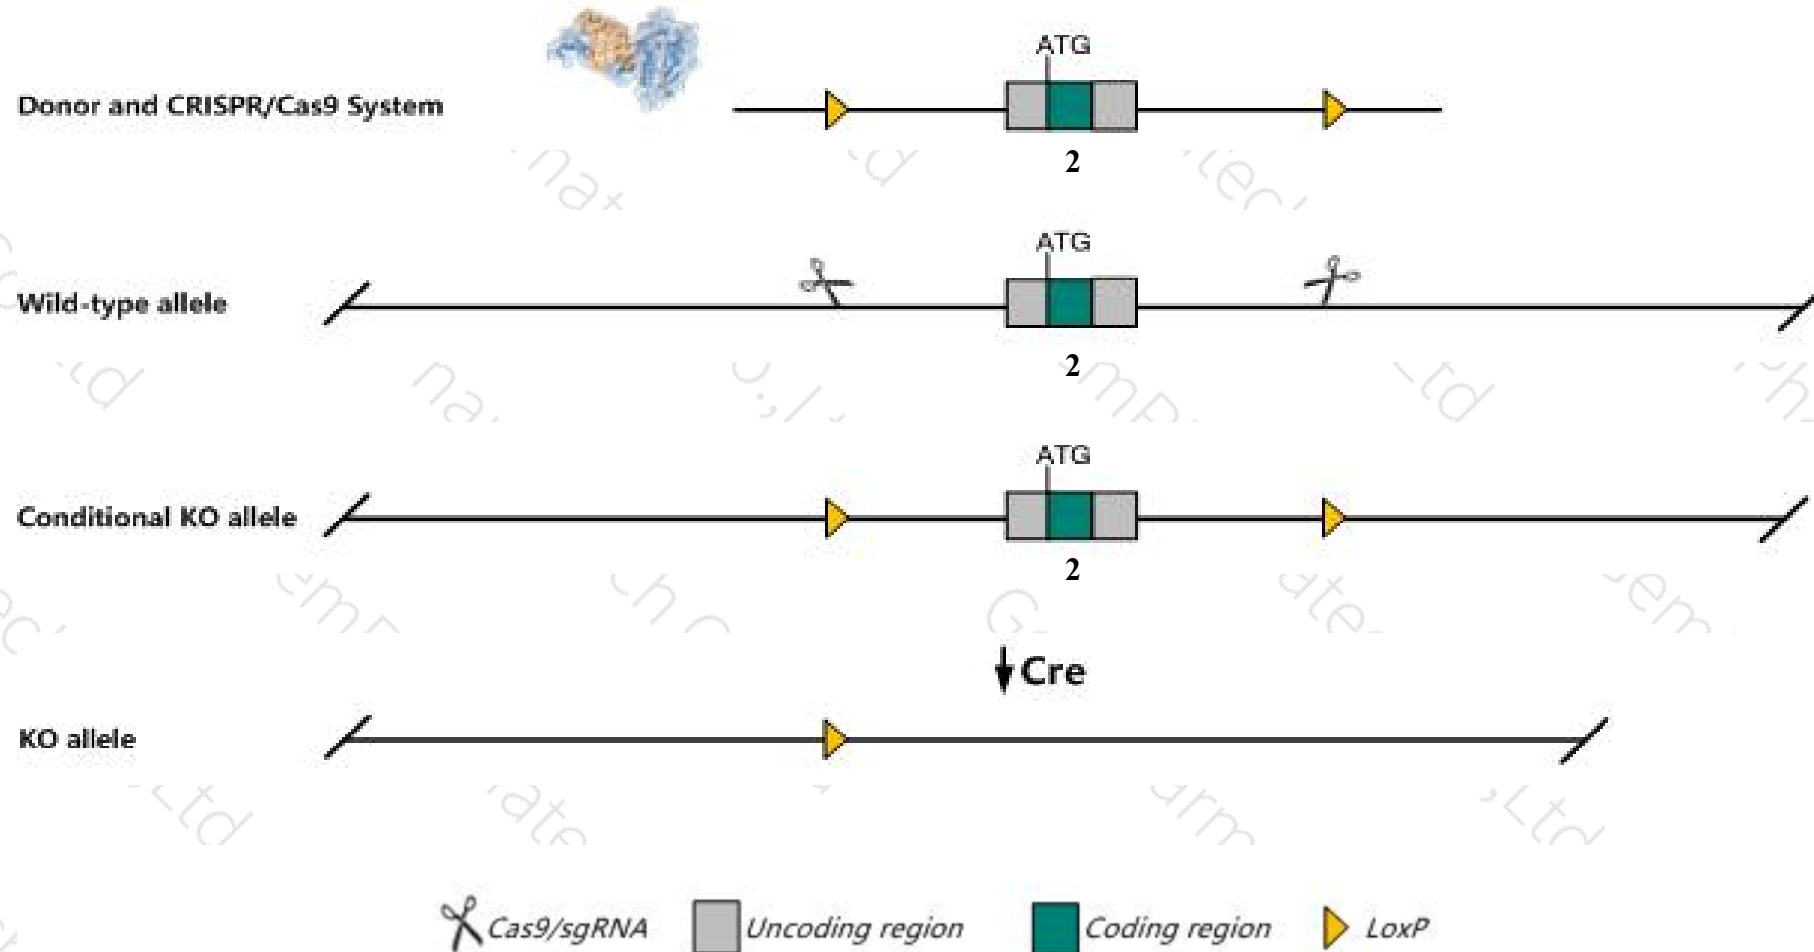 ATG
Donor and CRISPR/Cas9 System
2
ATG
Wild-type allele
2
ATG
Conditional KO allele
2
Cre
KO allele
Cas9/sgRNA Uncoding region Coding region LoxP